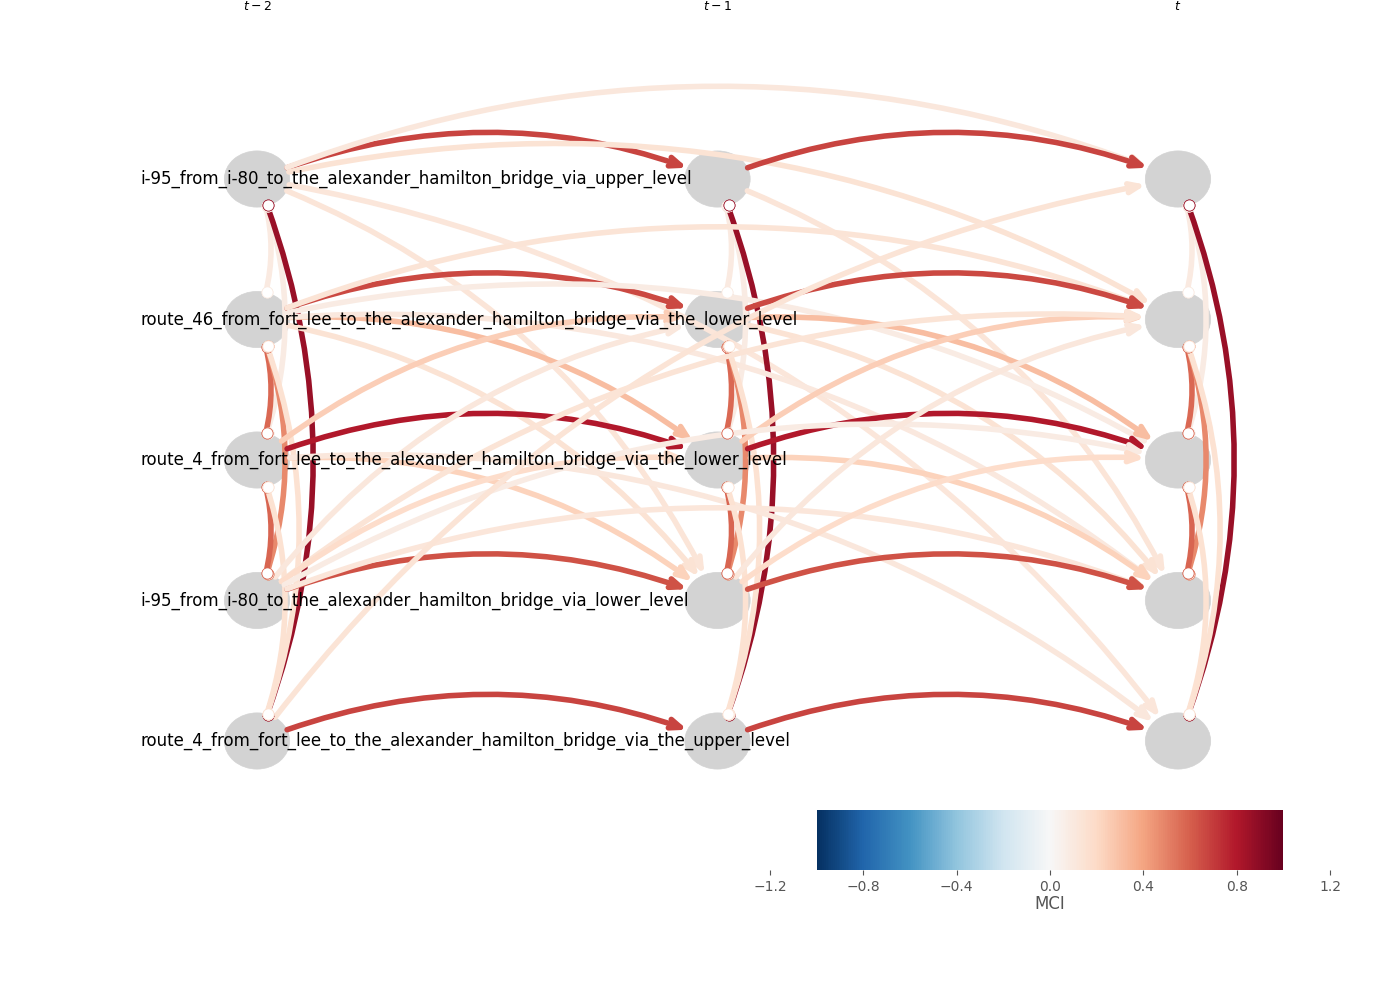 t − 2 t − 1 t
i-95_from_i-80_to_the_alexander_hamilton_bridge_via_upper_level
route_46_from_fort_lee_to_the_alexander_hamilton_bridge_via_the_lower_level
route_4_from_fort_lee_to_the_alexander_hamilton_bridge_via_the_lower_level
i-95_from_i-80_to_the_alexander_hamilton_bridge_via_lower_level
route_4_from_fort_lee_to_the_alexander_hamilton_bridge_via_the_upper_level
−1.2 −0.8 −0.4 0.0 0.4 0.8 1.2
MCI